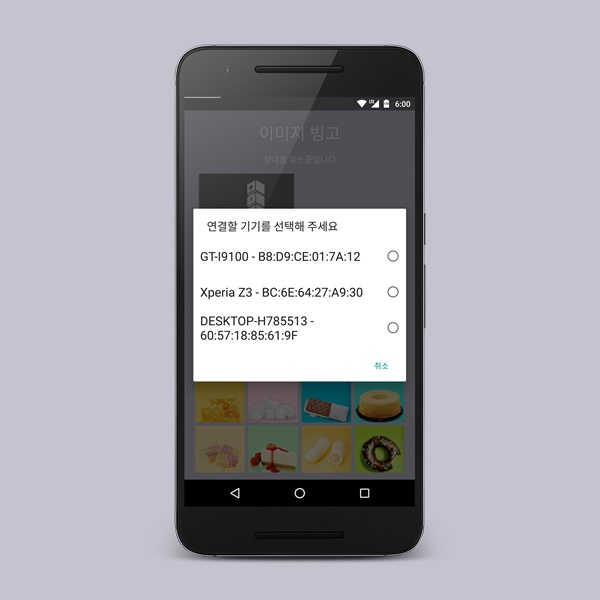 6:00
이미지 빙고
상대를 찾는중입니다
연결할 기기를 선택해 주세요
GT-I9100 - B8:D9:CE:01:7A:12
Xperia Z3 - BC:6E:64:27:A9:30
DESKTOP-H785513 -
60:57:18:85:61:9F
취소